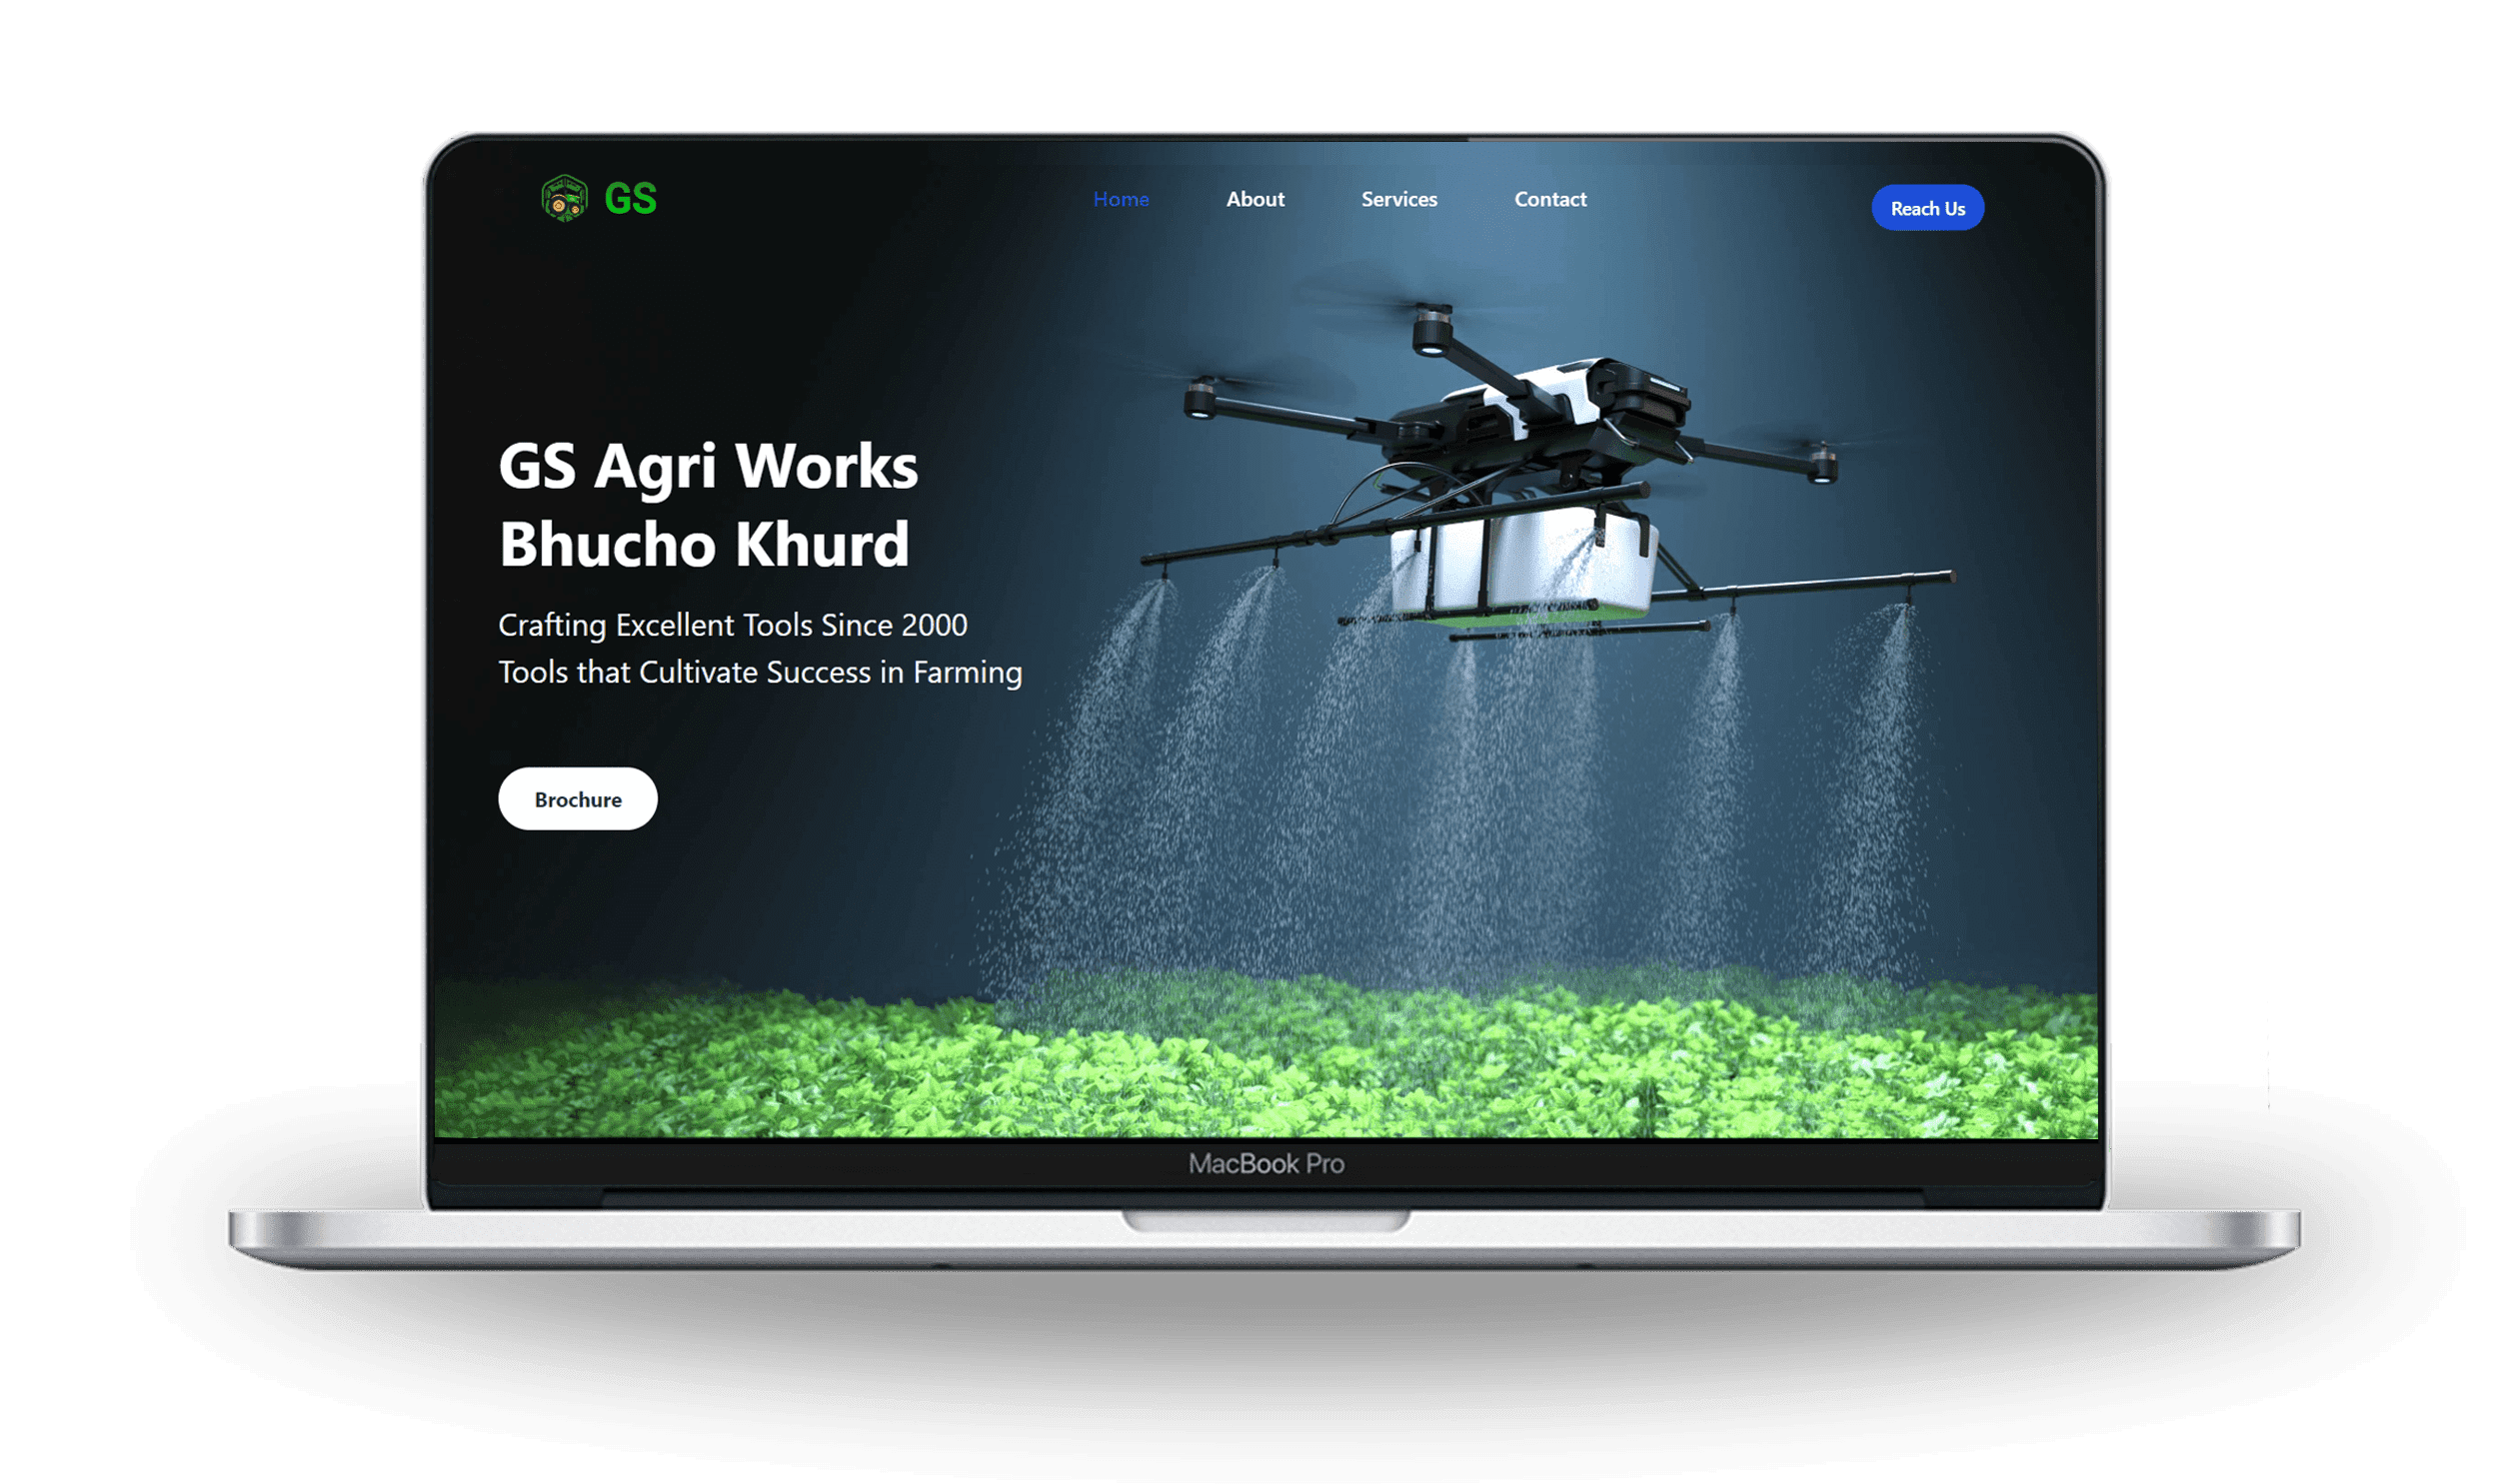 GS
Home
About
Services
Contact
Reach Us
GS Agri Works
Bhucho Khurd
Crafting Excellent Tools Since 2000
Tools that Cultivate Success in Farming
Brochure
MacBook Pro